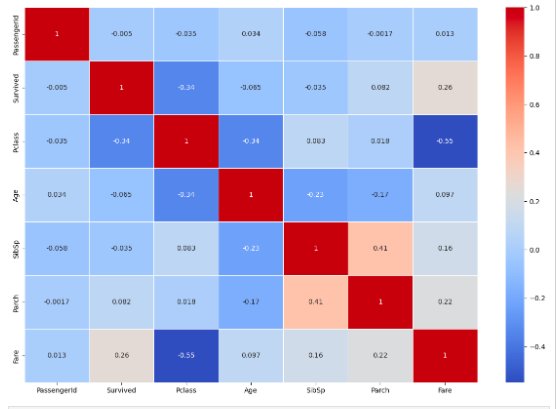 PassengerId 1 -0.005 -0.035 0.034 -0.058 -0.0017 0.013
Survived -0.005 1 -0.34 -0.065 -0.035 0.082 0.26
Pclass -0.035 -0.34 1 -0.34 0.083 0.018 -0.55
Age 0.034 -0.065 -0.34 1 -0.23 -0.17 0.097
SibSp -0.058 -0.035 0.083 -0.23 1 0.41 0.16
Parch -0.0017 0.082 0.018 -0.17 0.41 1 0.22
Fare 0.013 0.26 -0.55 0.097 0.16 0.22 1
PassengerId Survived Pclass Age SibSp Parch Fare
1.0
0.8
0.6
0.4
0.2
0.0
−0.2
−0.4